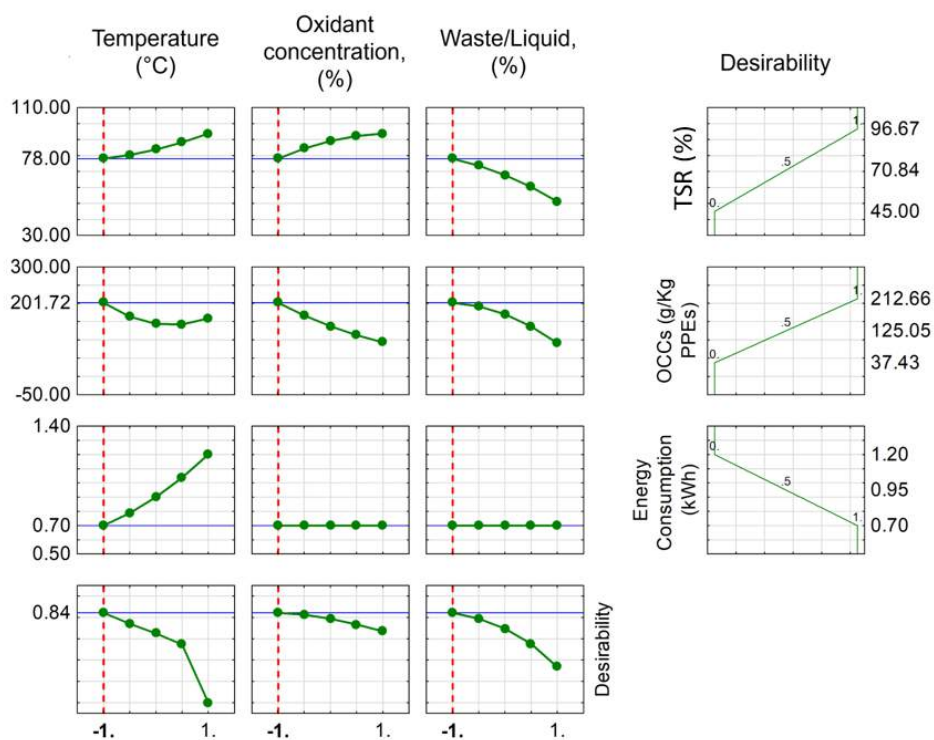 Temperature
(°C)
Oxidant
concentration,
(%)
Waste/Liquid,
(%)
Desirability
110.00
78.00
30.00
TSR (%)
0.
.5
1.
96.67
70.84
45.00
300.00
201.72
-50.00
OCCs (g/Kg
PPEs)
0.
.5
1.
212.66
125.05
37.43
1.40
0.70
0.50
Energy
Consumption
(kWh)
0.
.5
1.
1.20
0.95
0.70
0.84
Desirability
-1. 1. -1. 1. -1. 1.